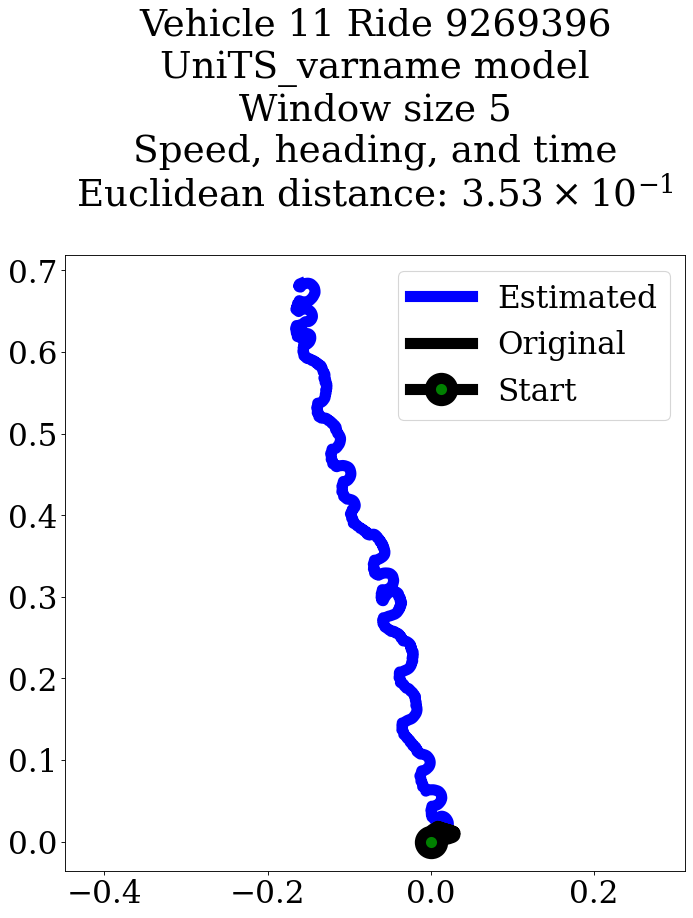 Vehicle 11 Ride 9269396
UniTS_varname model
Window size 5
Speed, heading, and time
Euclidean distance: $3.53 × 10^{-1}$
Estimated
Original
Start
0.7
0.6
0.5
0.4
0.3
0.2
0.1
0.0
−0.4 −0.2 0.0 0.2